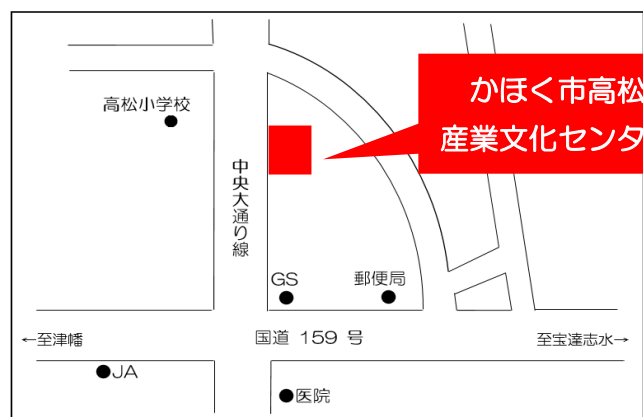 かほく市高松
産業文化センタ
高松小学校
中央大通り線
GS
郵便局
国道 159 号
←至津幡
至宝達志水→
JA
医院